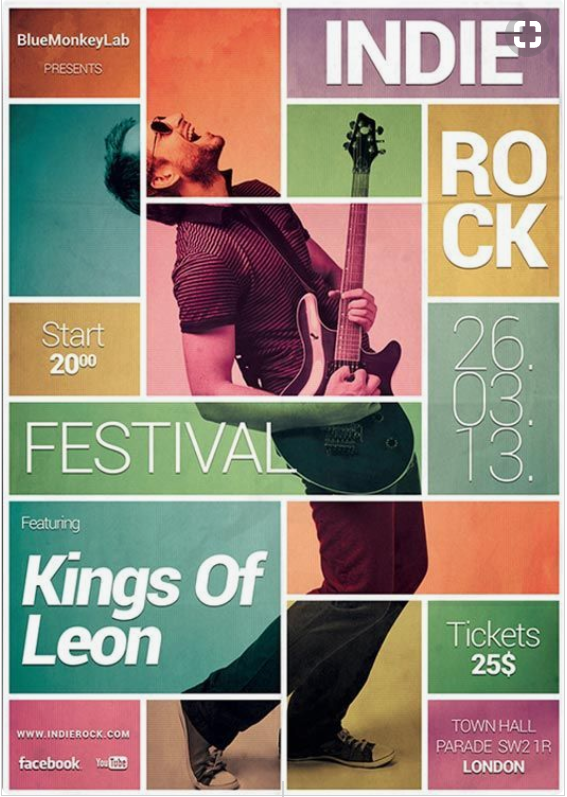 BlueMonkeyLab
PRESENTS
INDIE
RO
CK
Start
20⁰⁰
26.
03.
13.
FESTIVAL
Featuring
Kings Of
Leon
Tickets
25$
WWW.INDIEROCK.COM
facebook. YouTube
TOWN HALL
PARADE SW2 1R
LONDON